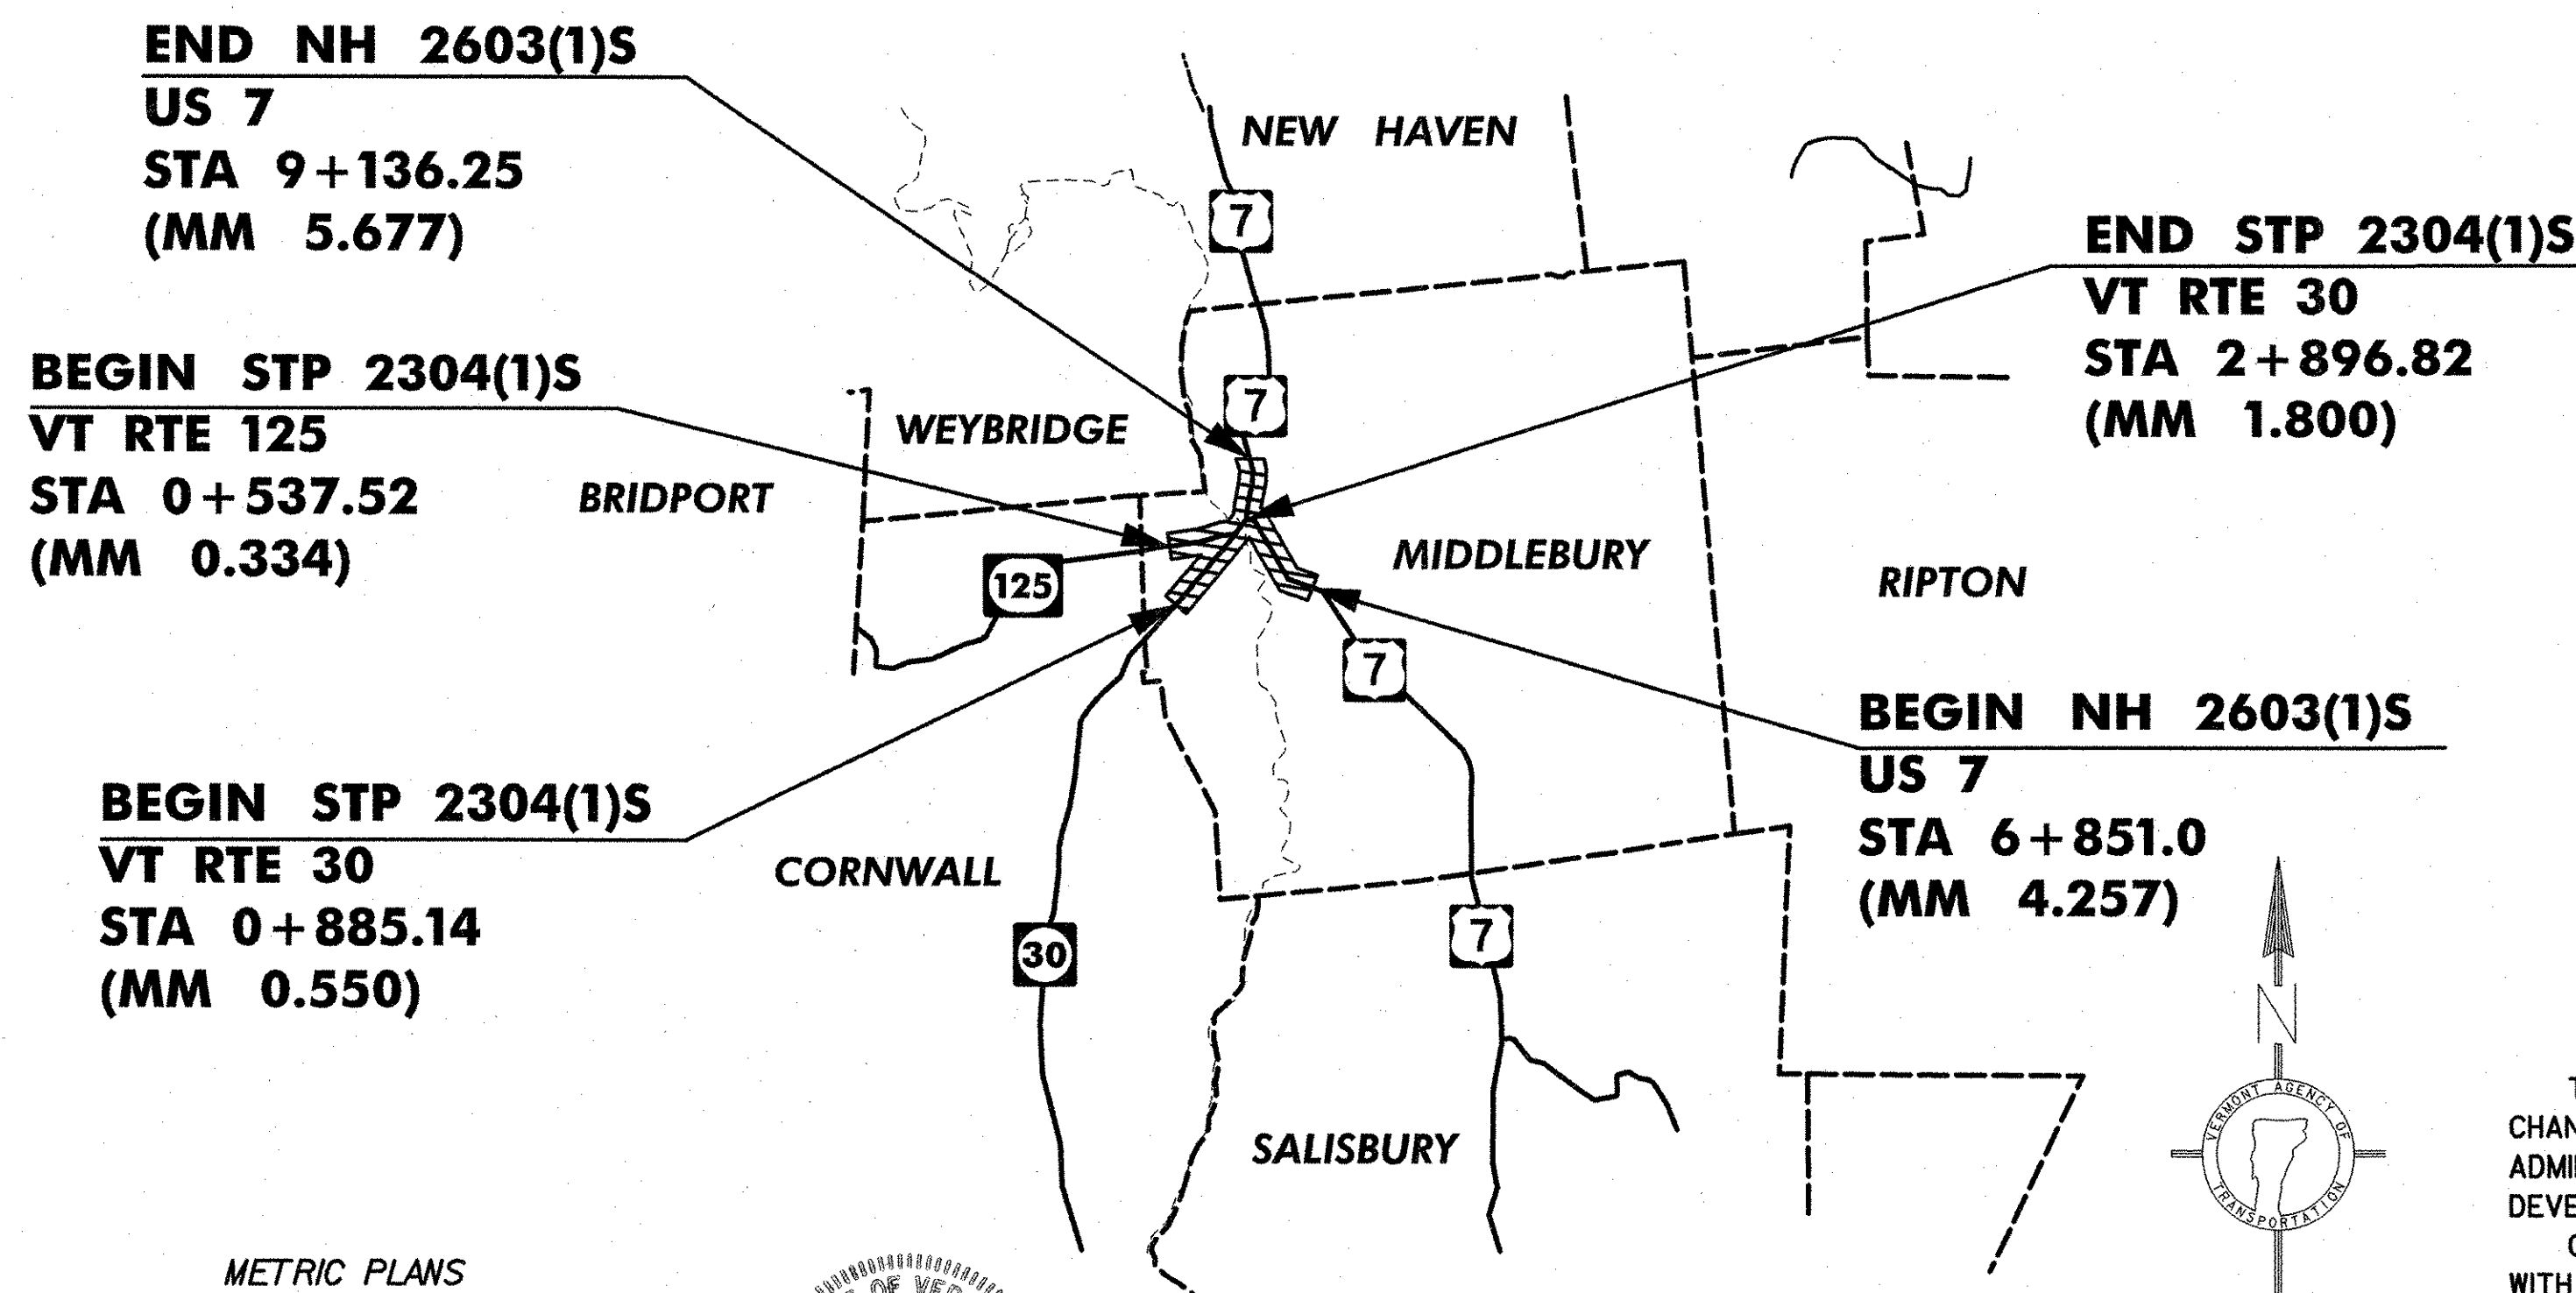 END NH 2603(1)S
US 7
STA 9+136.25
(MM 5.677)
NEW HAVEN
7
END STP 2304(1)S
VT RTE 30
STA 2+896.82
(MM 1.800)
BEGIN STP 2304(1)S
VT RTE 125
STA 0+537.52
(MM 0.334)
7
WEYBRIDGE
BRIDPORT
MIDDLEBURY
RIPTON
125
7
BEGIN NH 2603(1)S
US 7
STA 6+851.0
(MM 4.257)
BEGIN STP 2304(1)S
VT RTE 30
STA 0+885.14
(MM 0.550)
CORNWALL
30
7
SALISBURY
N
VERMONT AGENCY OF
TRANSPORTATION
METRIC PLANS
OF
WITH